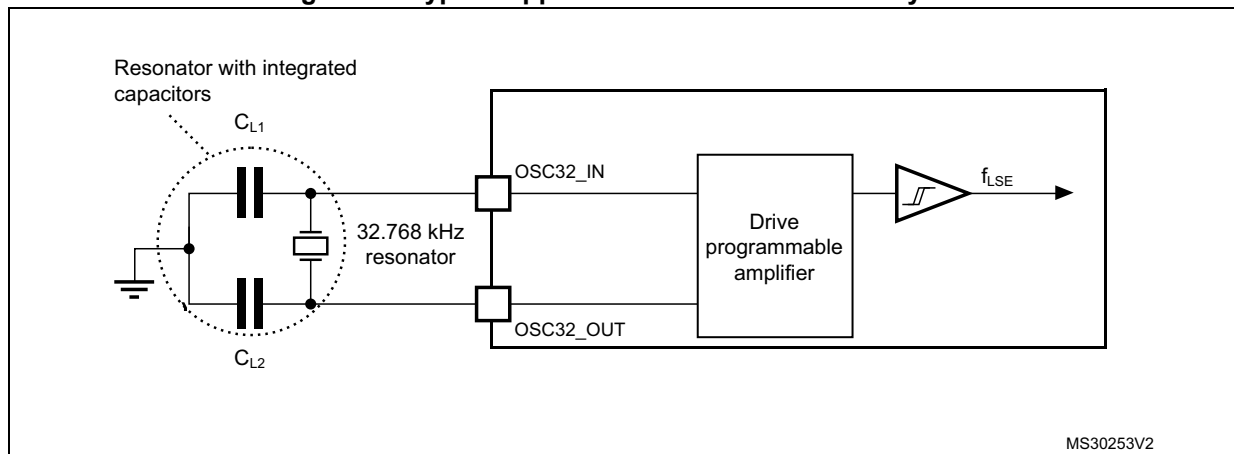 Resonator with integrated
capacitors
CL1
OSC32_IN
fLSE
32.768 kHz
resonator
Drive
programmable
amplifier
OSC32_OUT
CL2
MS30253V2